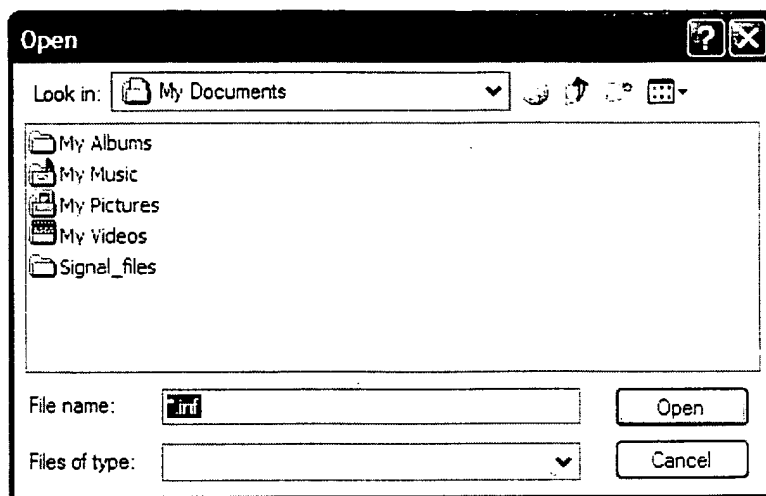 Open
Look in: My Documents
My Albums
My Music
My Pictures
My Videos
Signal_files
File name: *.inf Open
Files of type: Cancel